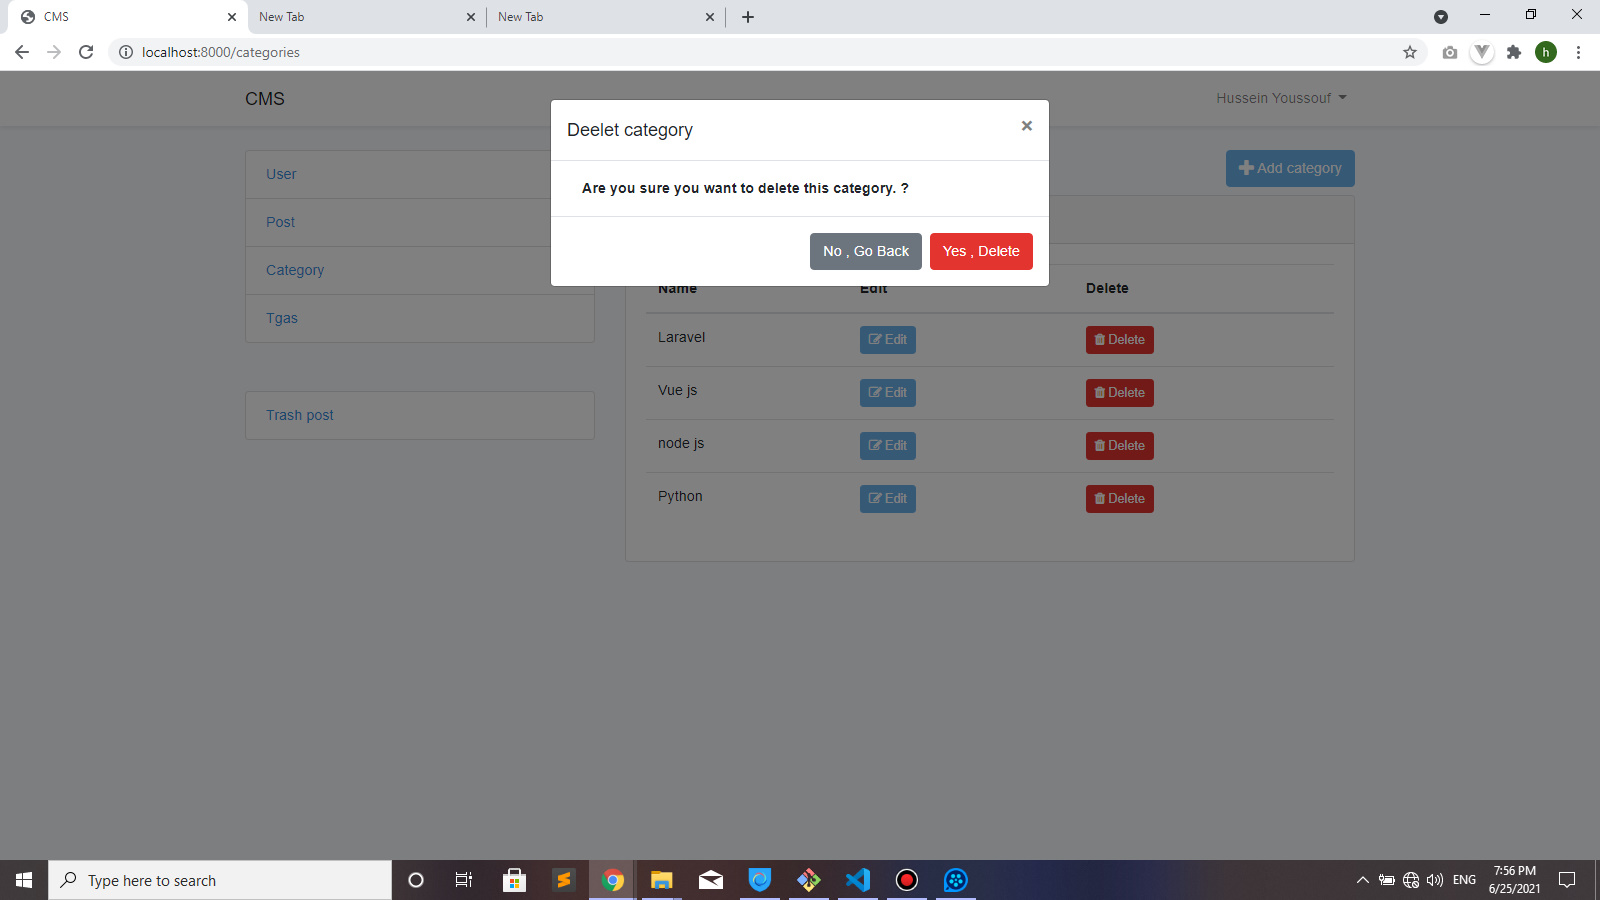 CMS
New Tab
New Tab
localhost:8000/categories
h
CMS
Hussein Youssouf
Deelet category
×
Are you sure you want to delete this category. ?
No , Go Back
Yes , Delete
User
Post
Category
Tgas
Trash post
Add category
Name Edit Delete
Laravel Edit Delete
Vue js Edit Delete
node js Edit Delete
Python Edit Delete
Type here to search
ENG
7:56 PM
6/25/2021